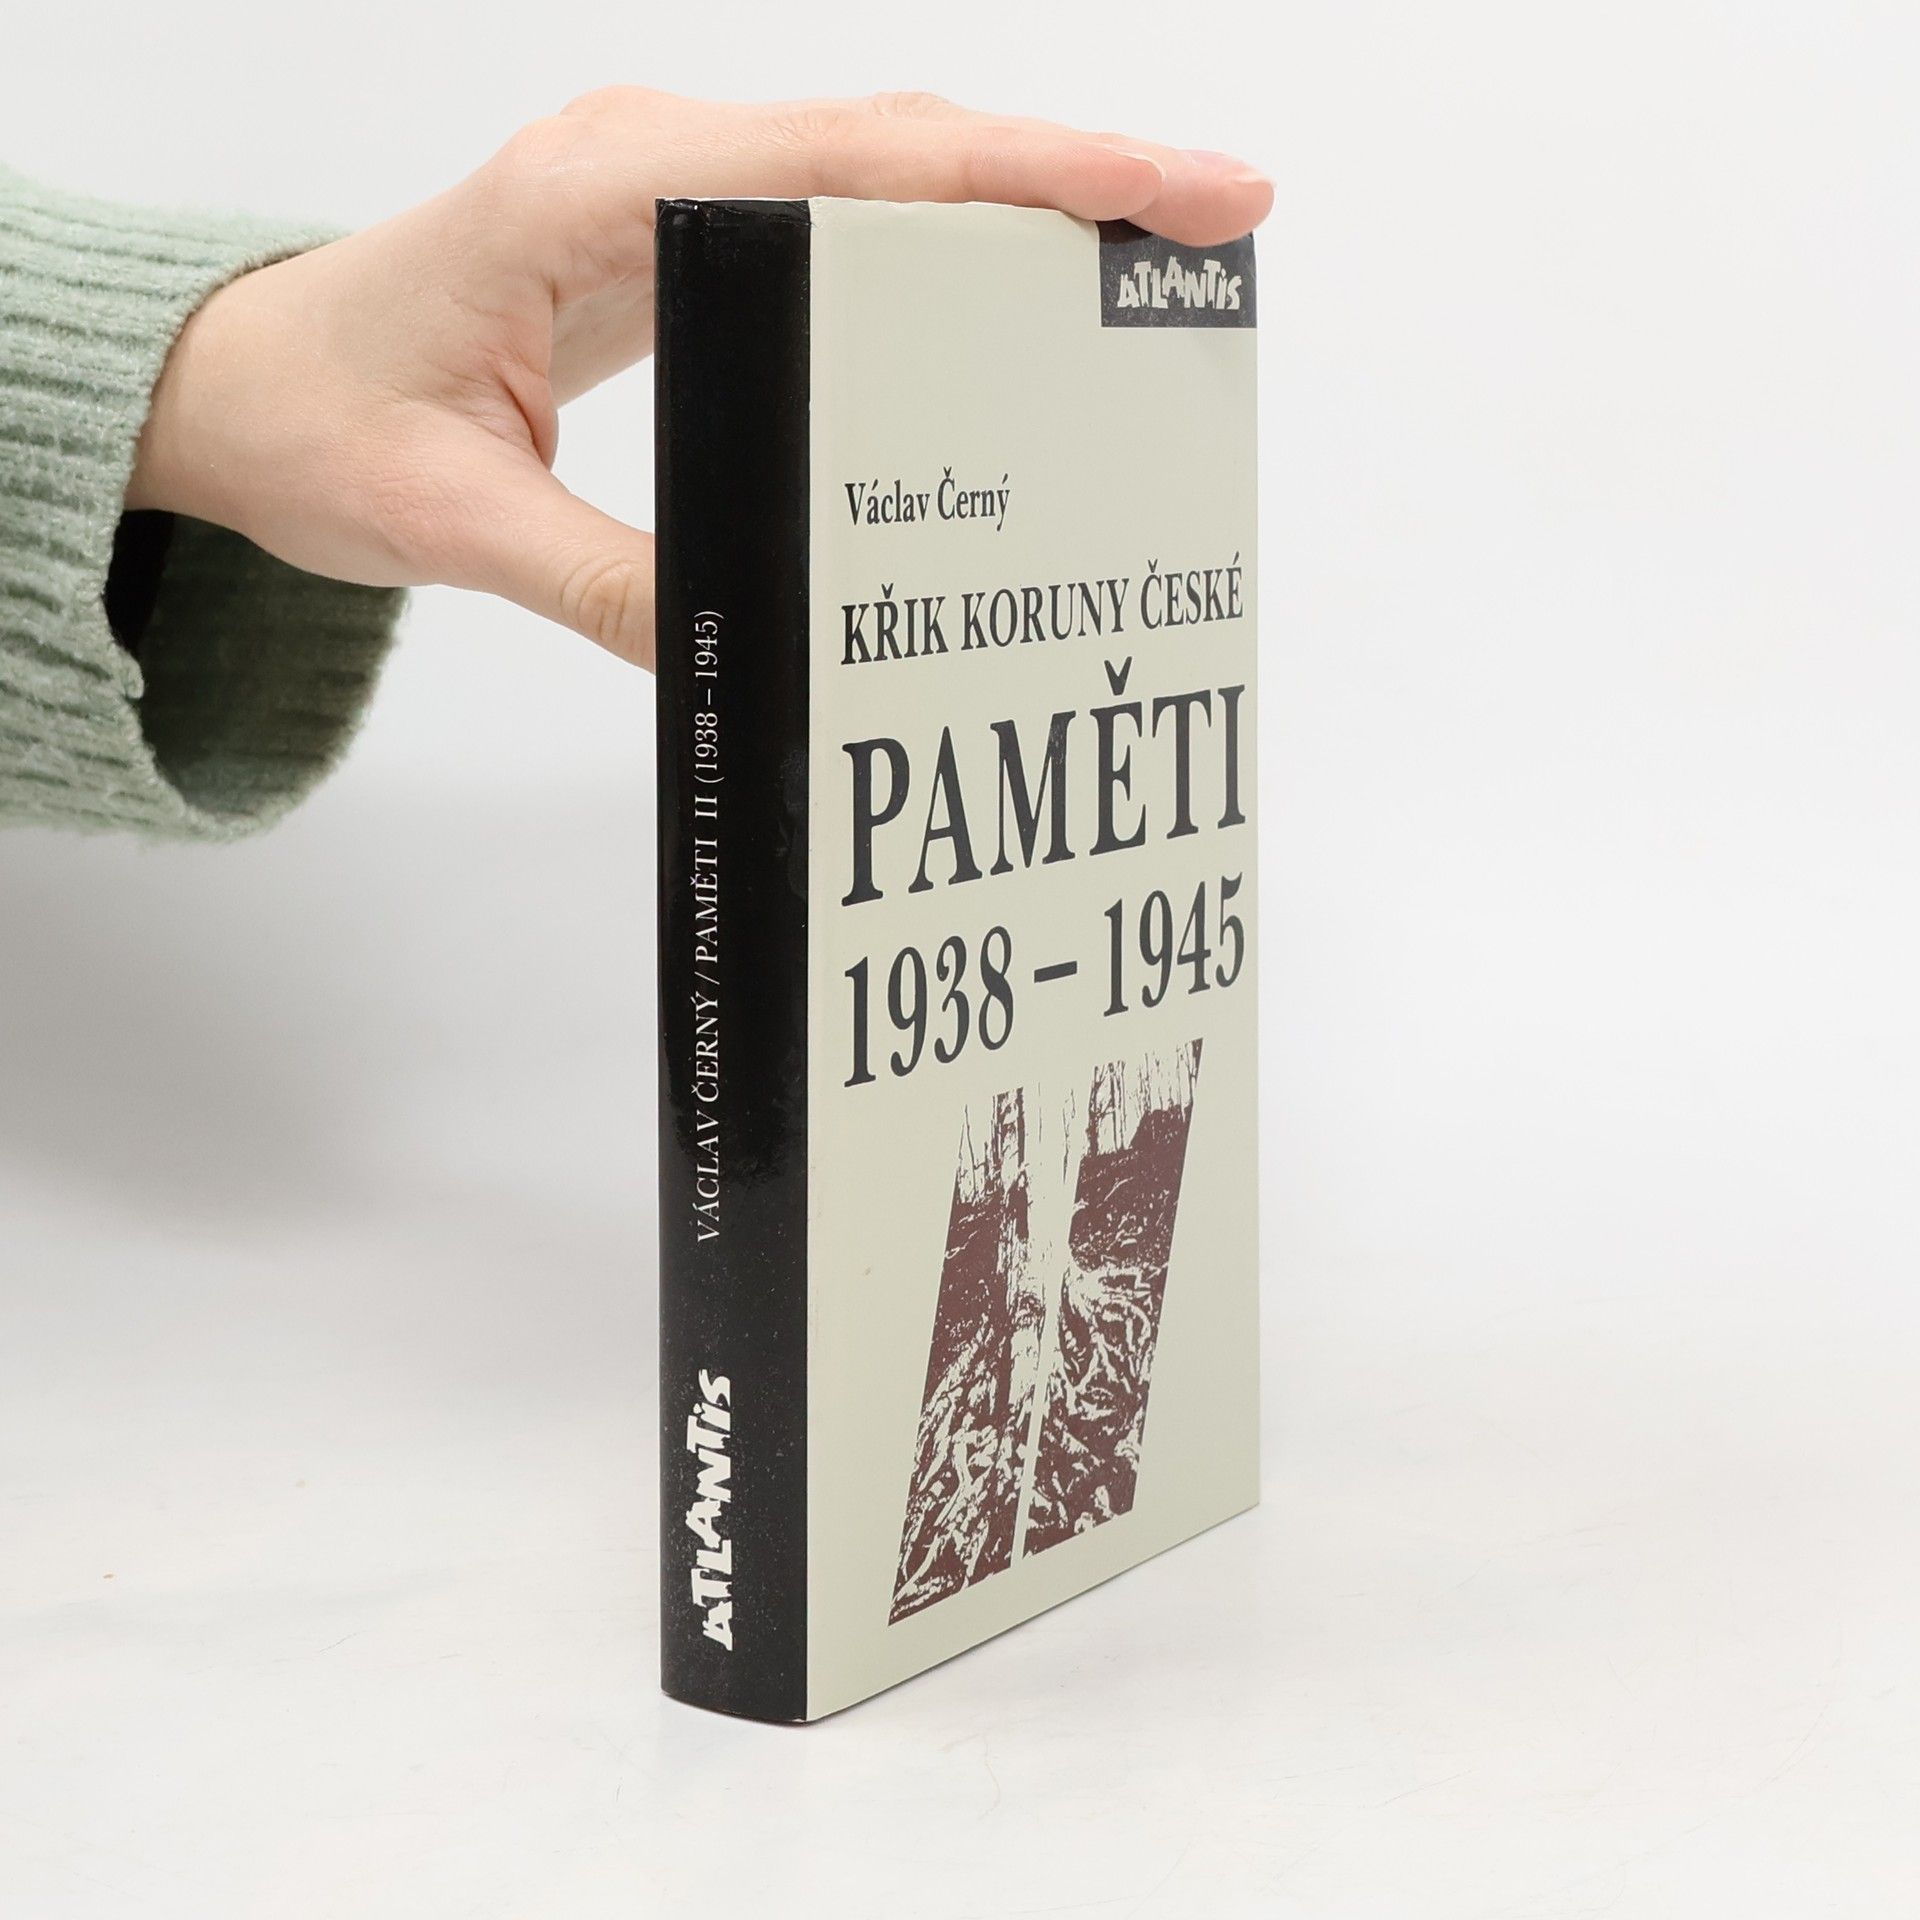 ATLANTIS
Václav Černý
KŘIK KORUNY ČESKÉ
PAMĚTI
1938 – 1945
VÁCLAV ČERNÝ / PAMĚTI II (1938 – 1945)
ATLANTIS